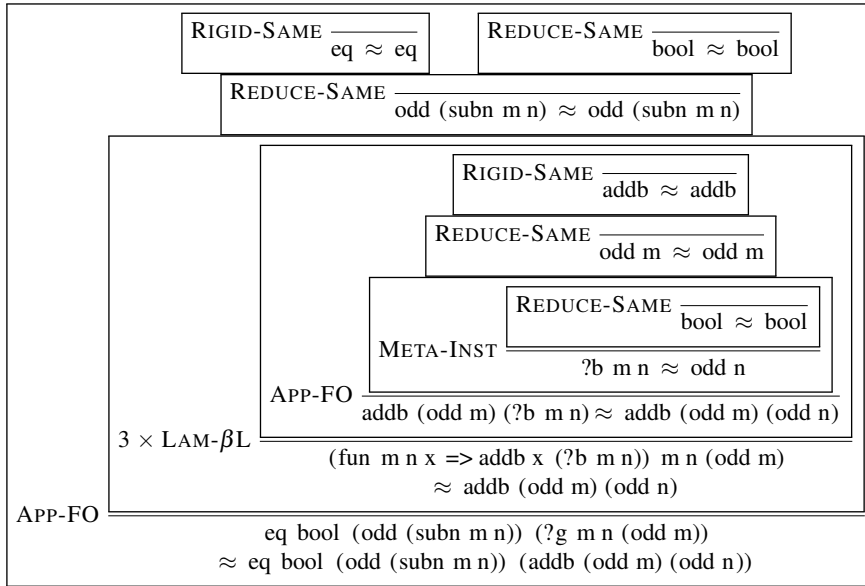 RIGID-SAME eq ≈ eq REDUCE-SAME bool ≈ bool
REDUCE-SAME odd (subn m n) ≈ odd (subn m n)
RIGID-SAME addb ≈ addb
REDUCE-SAME odd m ≈ odd m
REDUCE-SAME bool ≈ bool
META-INST ?b m n ≈ odd n
APP-FO addb (odd m) (?b m n) ≈ addb (odd m) (odd n)
3 × LAM-βL (fun m n x => addb x (?b m n)) m n (odd m)
≈ addb (odd m) (odd n)
APP-FO eq bool (odd (subn m n)) (?g m n (odd m))
≈ eq bool (odd (subn m n)) (addb (odd m) (odd n))